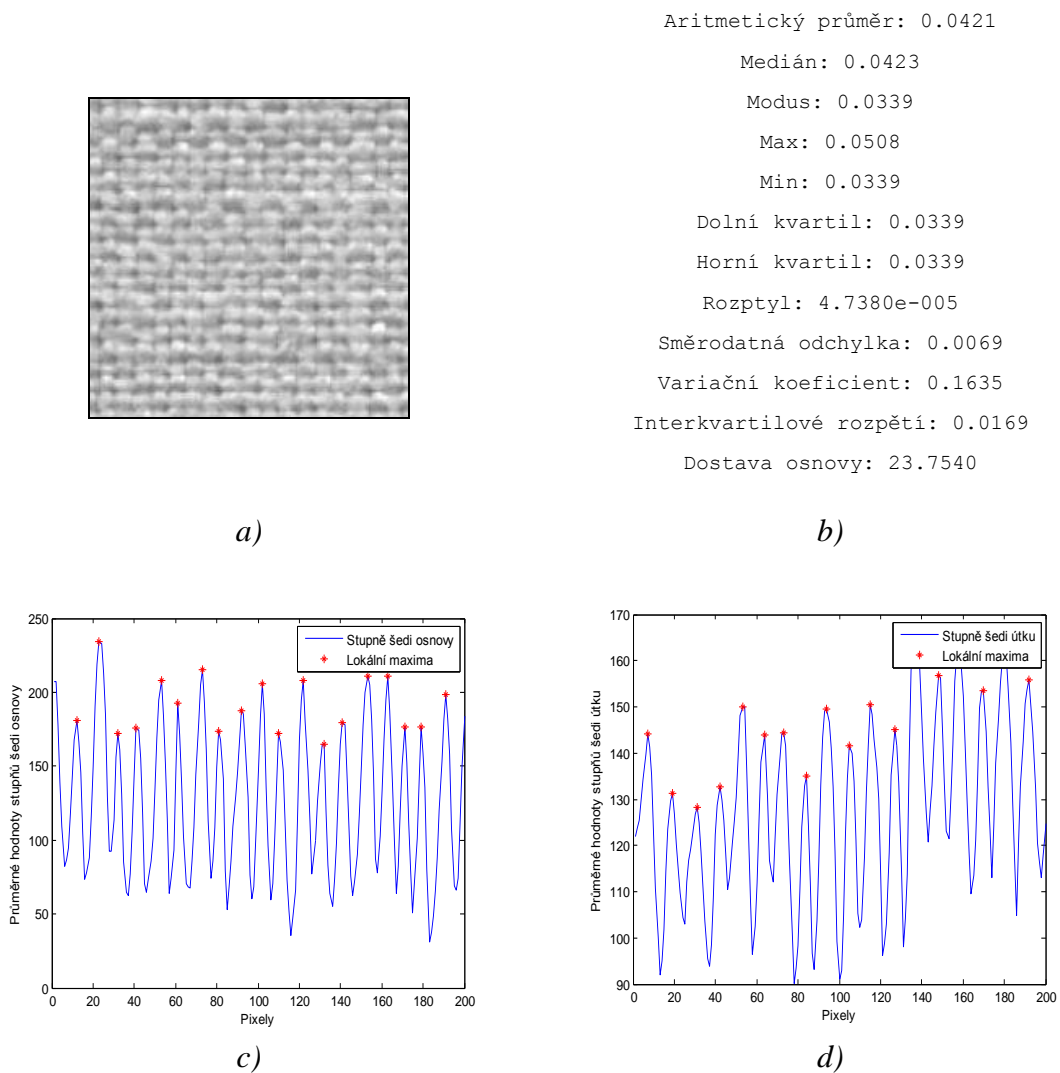 Aritmetický průměr: 0.0421
Medián: 0.0423
Modus: 0.0339
Max: 0.0508
Min: 0.0339
Dolní kvartil: 0.0339
Horní kvartil: 0.0339
Rozptyl: 4.7380e-005
Směrodatná odchylka: 0.0069
Variační koeficient: 0.1635
Interkvartilové rozpětí: 0.0169
Dostava osnovy: 23.7540
a)
b)
Průměrné hodnoty stupňů šedi osnovy
250
200
150
100
50
0
Stupně šedi osnovy
Lokální maxima
0 20 40 60 80 100 120 140 160 180 200
Pixely
c)
Průměrné hodnoty stupňů šedi útku
170
160
150
140
130
120
110
100
90
Stupně šedi útku
Lokální maxima
0 20 40 60 80 100 120 140 160 180 200
Pixely
d)